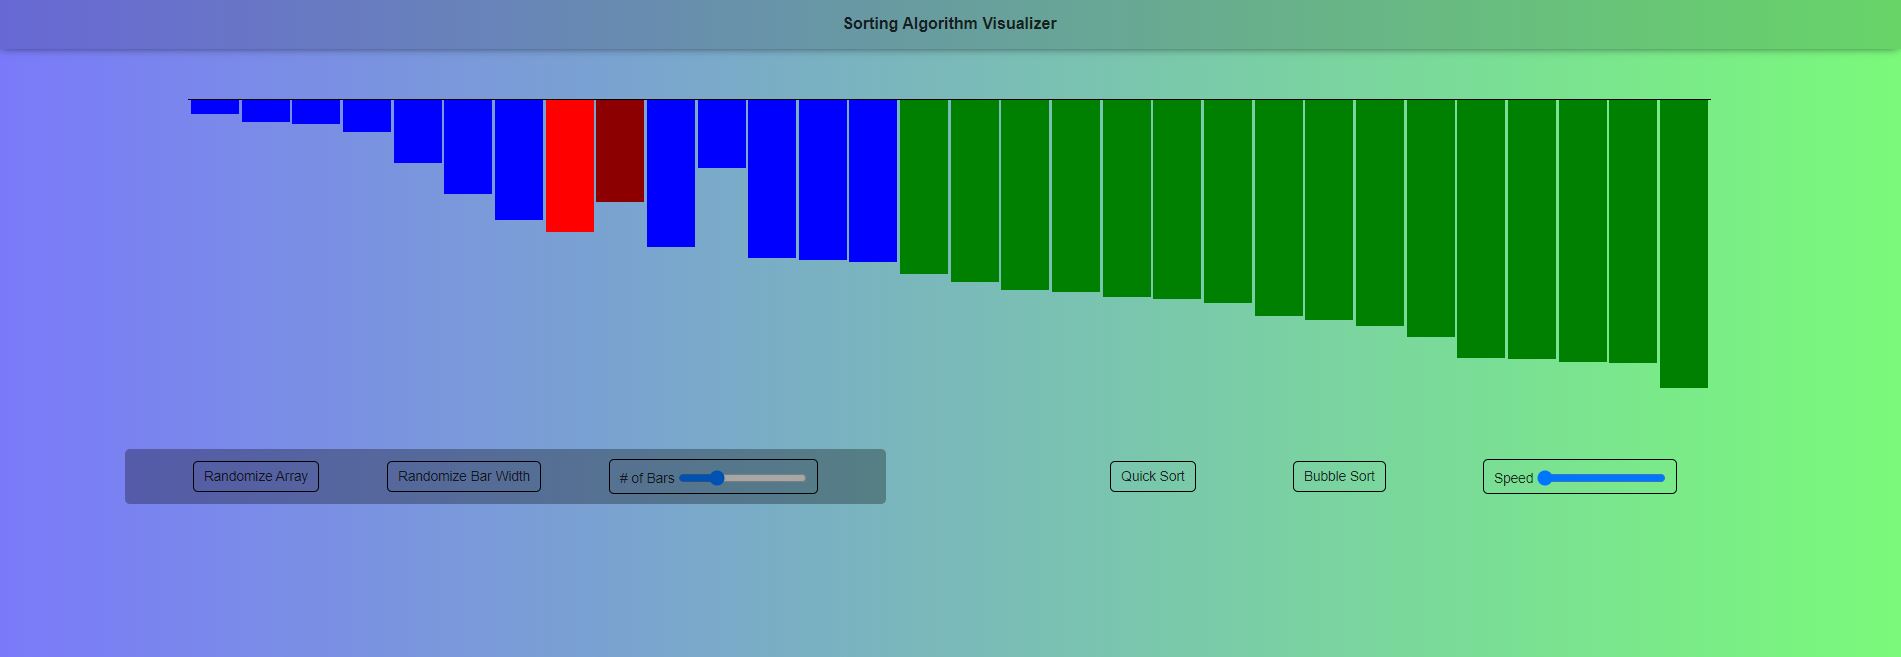 Sorting Algorithm Visualizer
Randomize Array
Randomize Bar Width
# of Bars
Quick Sort
Bubble Sort
Speed